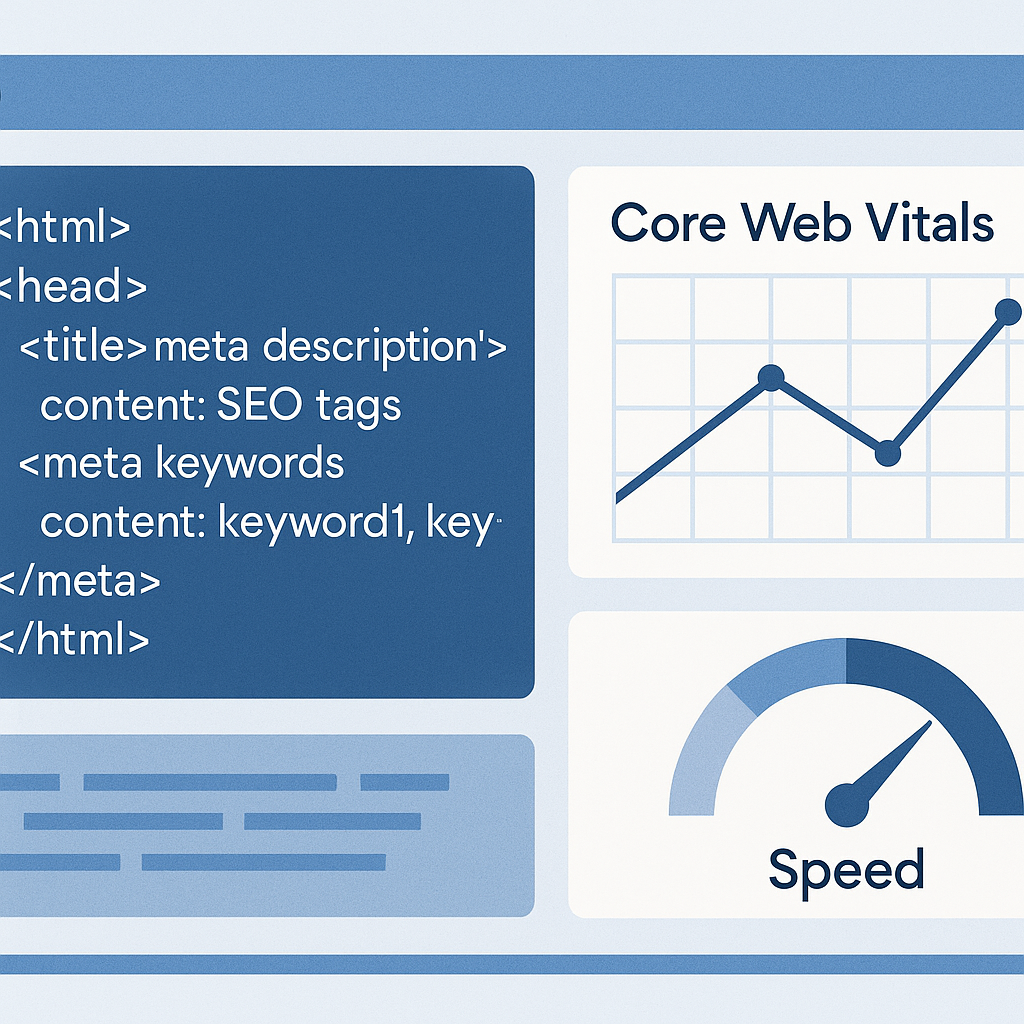 <html>
<head>
<title>meta description'>
content: SEO tags
<meta keywords
content: keyword1, key
</meta>
</html>
Core Web Vitals
Speed